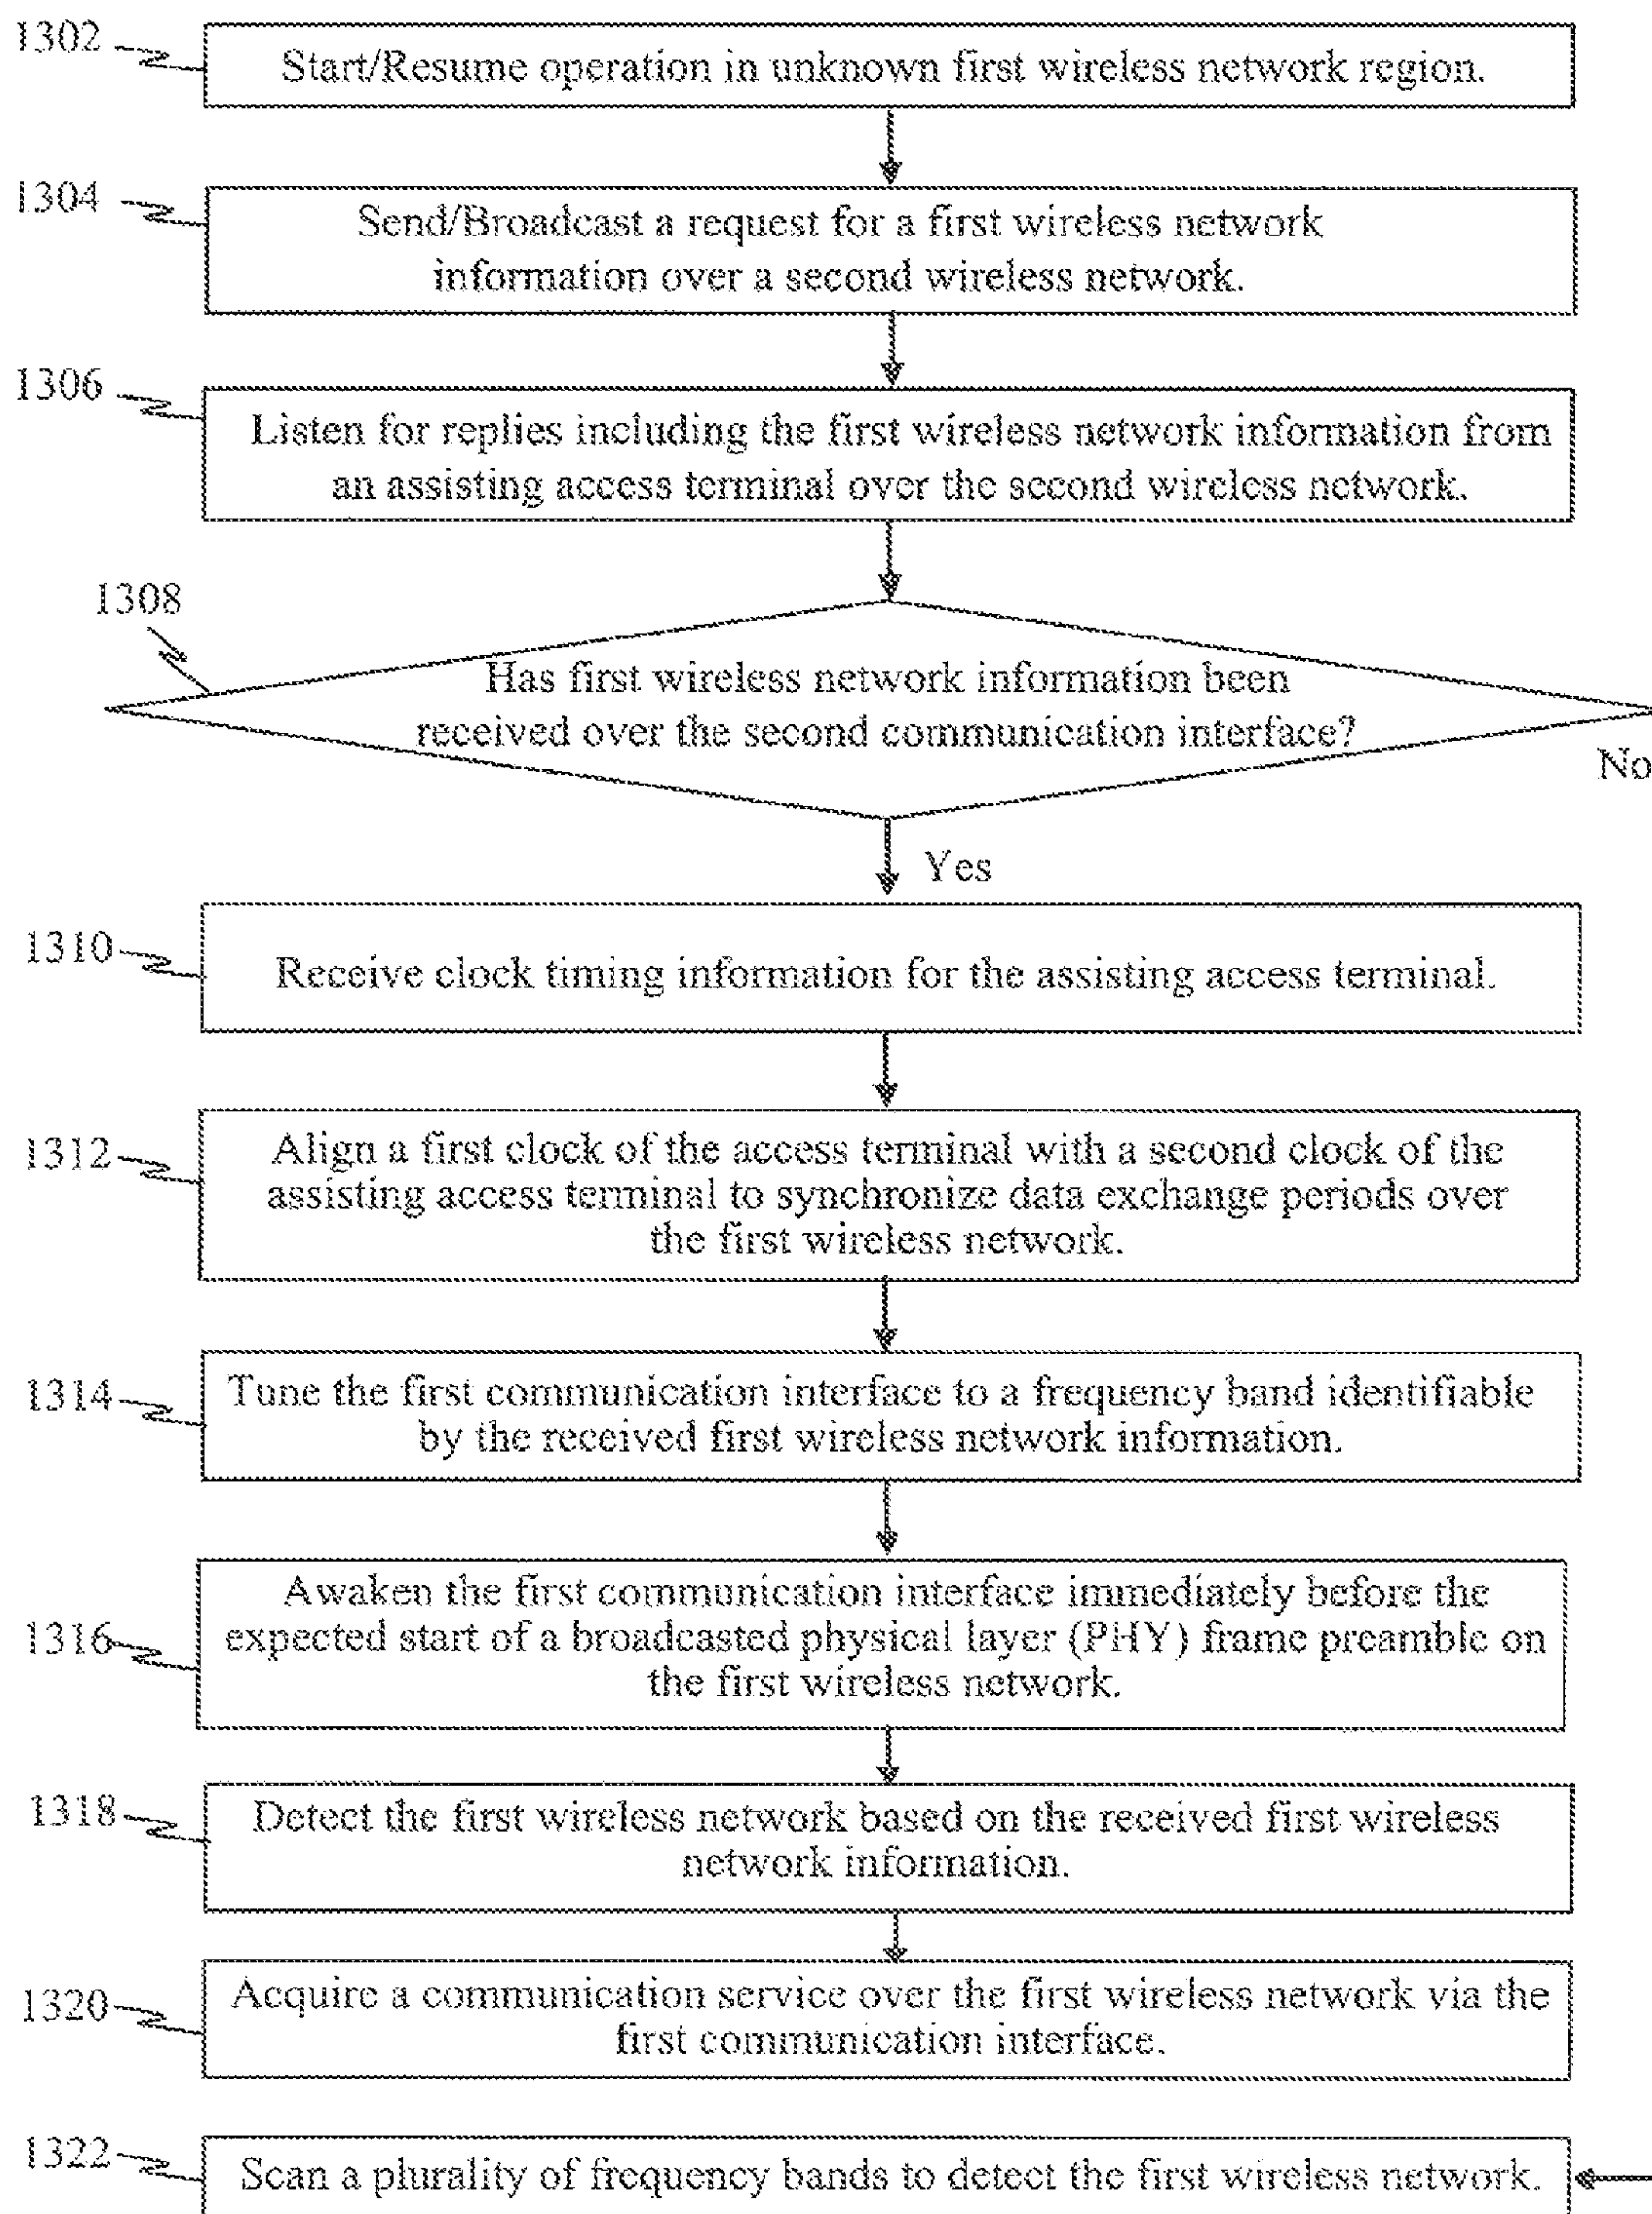 1302
Start/Resume operation in unknown first wireless network region.
1304
Send/Broadcast a request for a first wireless network
information over a second wireless network.
1306
Listen for replies including the first wireless network information from
an assisting access terminal over the second wireless network.
1308
Has first wireless network information been
received over the second communication interface?
No
Yes
1310
Receive clock timing information for the assisting access terminal.
1312
Align a first clock of the access terminal with a second clock of the
assisting access terminal to synchronize data exchange periods over
the first wireless network.
1314
Tune the first communication interface to a frequency band identifiable
by the received first wireless network information.
1316
Awaken the first communication interface immediately before the
expected start of a broadcasted physical layer (PHY) frame preamble on
the first wireless network.
1318
Detect the first wireless network based on the received first wireless
network information.
1320
Acquire a communication service over the first wireless network via the
first communication interface.
1322
Scan a plurality of frequency bands to detect the first wireless network.